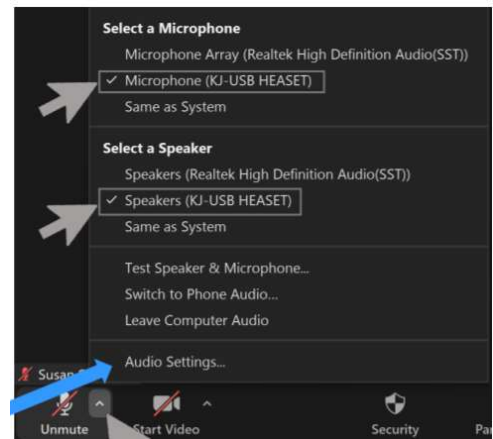 Select a Microphone
Microphone Array (Realtek High Definition Audio(SST))
Microphone (KJ-USB HEASET)
Same as System
Select a Speaker
Speakers (Realtek High Definition Audio(SST))
Speakers (KJ-USB HEASET)
Same as System
Test Speaker & Microphone...
Switch to Phone Audio...
Leave Computer Audio
Audio Settings...
Susan
Unmute Start Video Security